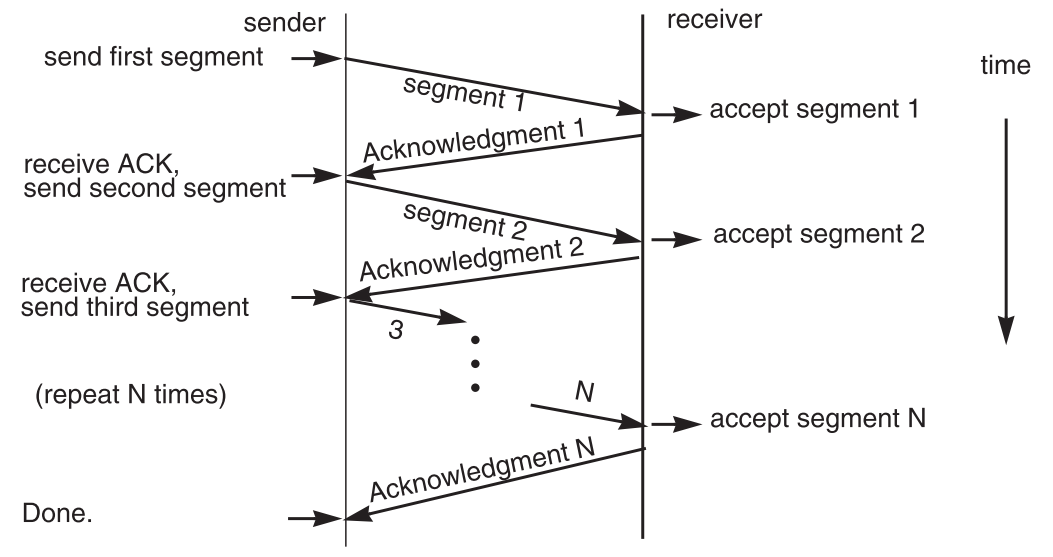 sender
receiver
send first segment
time
segment 1
accept segment 1
Acknowledgment 1
receive ACK,
send second segment
segment 2
accept segment 2
Acknowledgment 2
receive ACK,
send third segment
3
(repeat N times)
N
accept segment N
Acknowledgment N
Done.